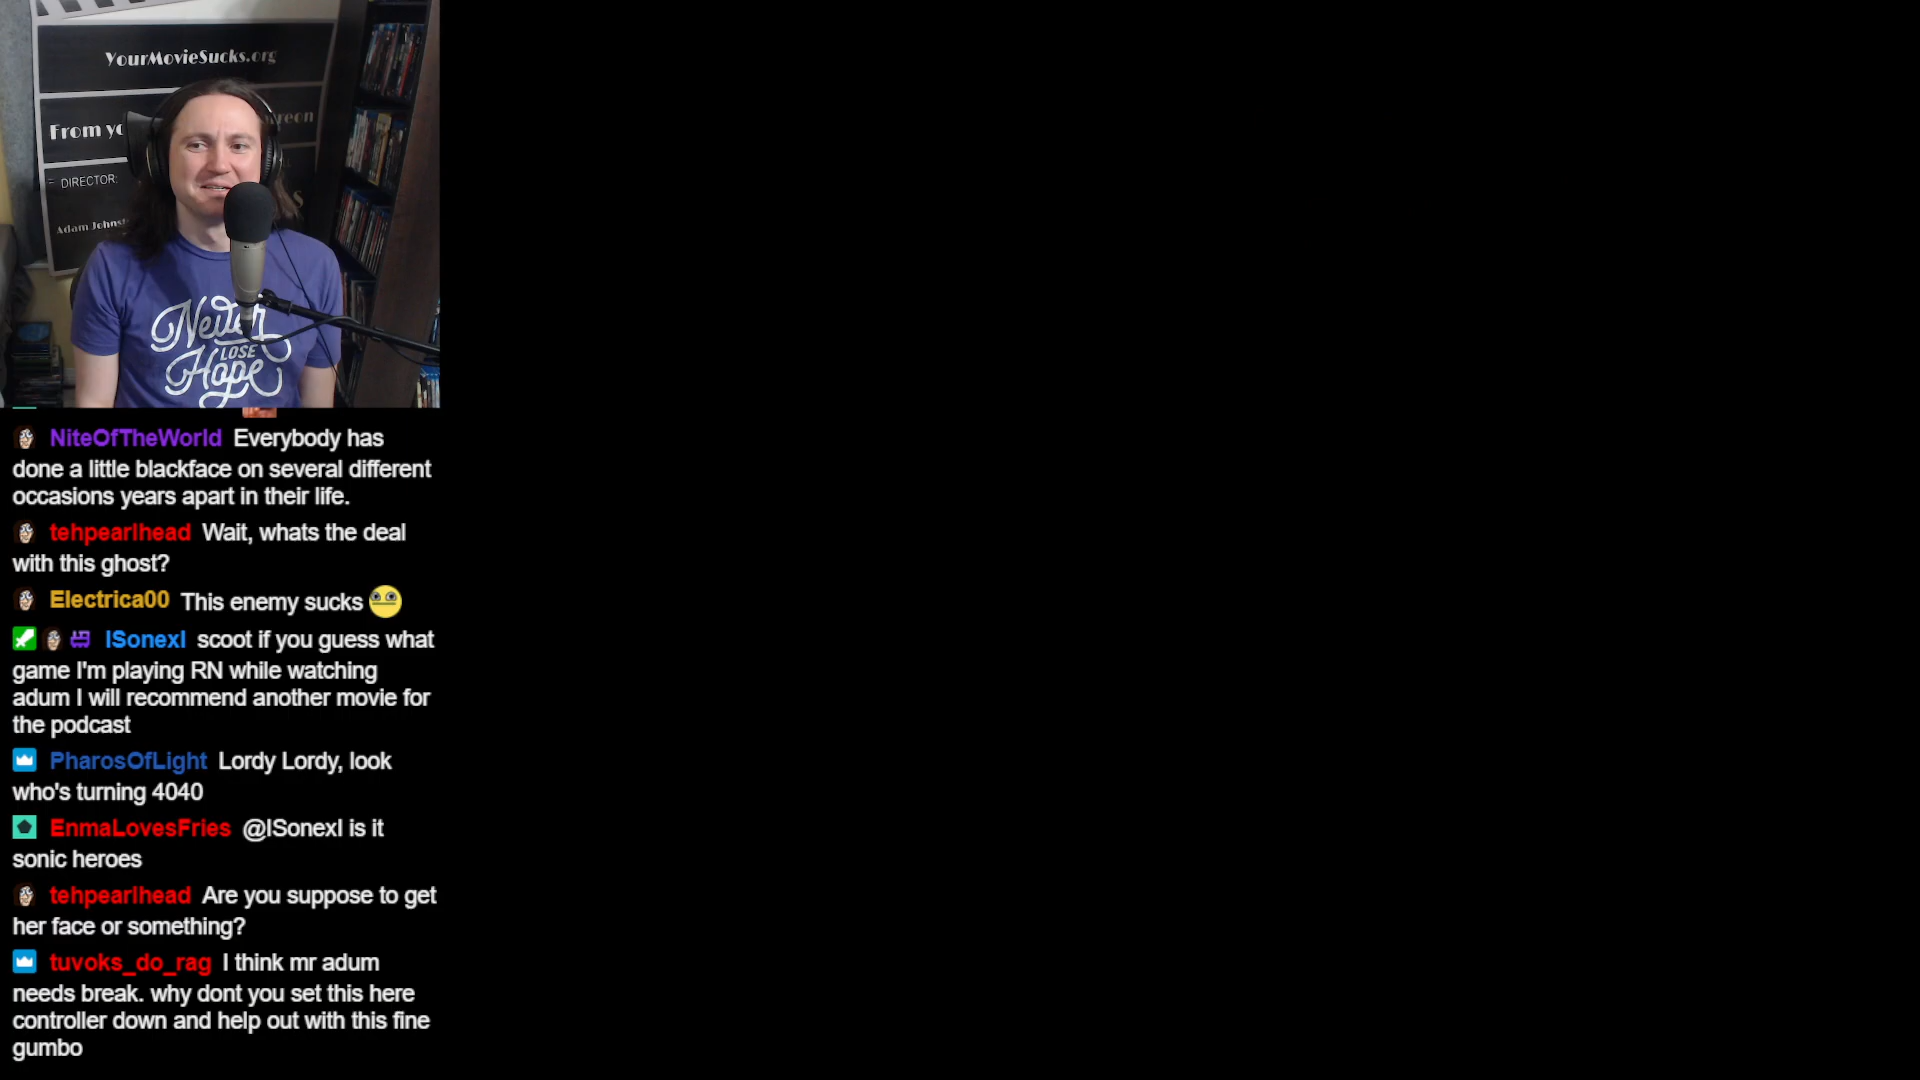 YourMovieSucks.org
From yo
reon
DIRECTOR:
Adam Johnst
Never
LOSE
Hope
NiteOfTheWorld Everybody has
done a little blackface on several different
occasions years apart in their life.
tehpearlhead Wait, whats the deal
with this ghost?
Electrica00 This enemy sucks
ISonexI scoot if you guess what
game I'm playing RN while watching
adum I will recommend another movie for
the podcast
PharosOfLight Lordy Lordy, look
who's turning 4040
EnmaLovesFries @ISonexI is it
sonic heroes
tehpearlhead Are you suppose to get
her face or something?
tuvoks_do_rag I think mr adum
needs break. why dont you set this here
controller down and help out with this fine
gumbo